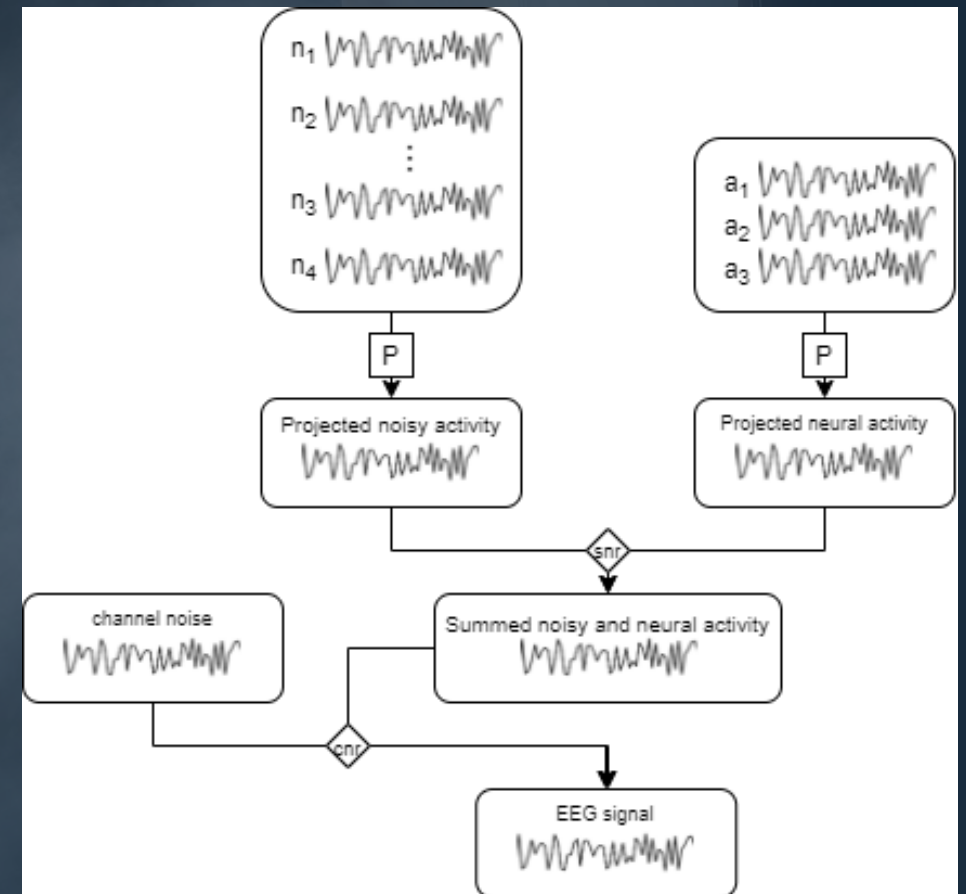 n1
n2
⋮
n3
n4
a1
a2
a3
P
P
Projected noisy activity
Projected neural activity
snr
channel noise
Summed noisy and neural activity
cnr
EEG signal